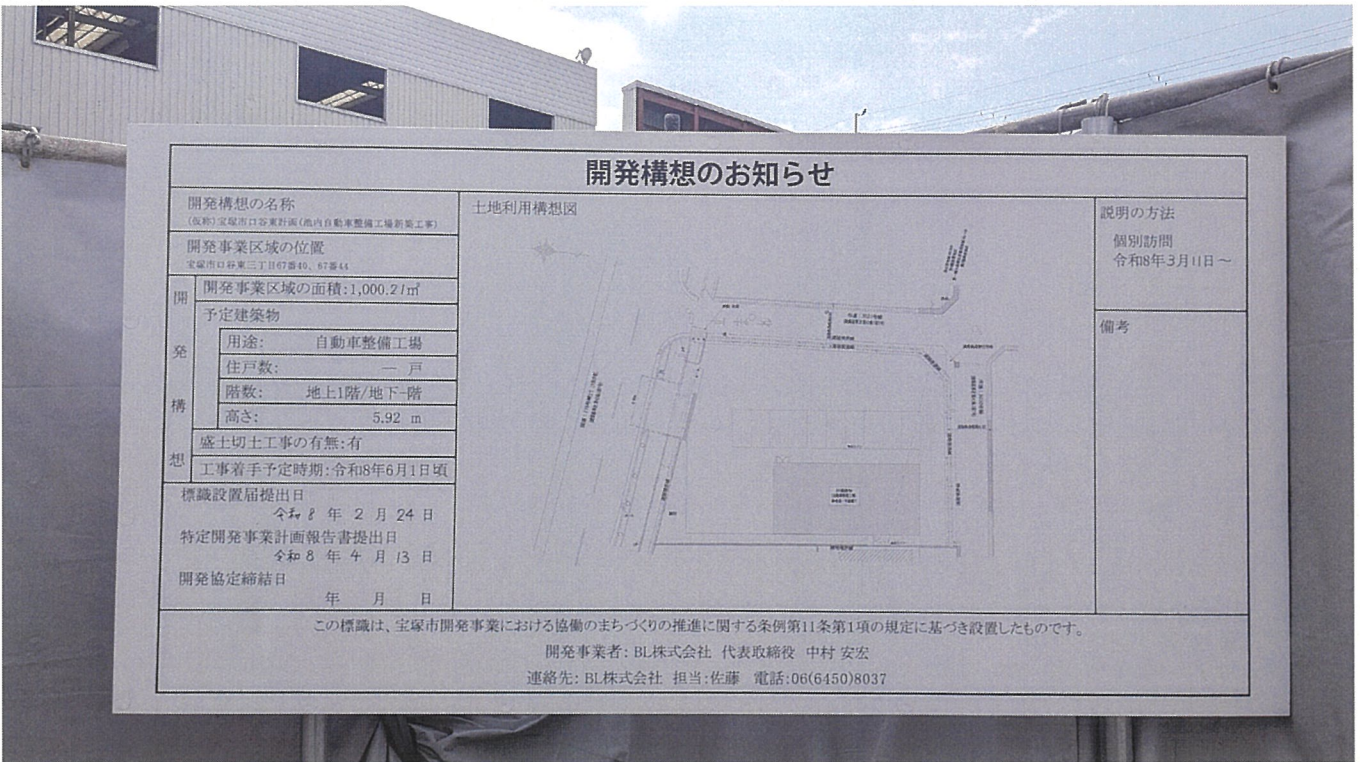 開発構想のお知らせ
開発構想の名称
(仮称)宝塚市口谷東計画(池内自動車整備工場新築工事)
開発事業区域の位置
宝塚市口谷東三丁目67番40、67番44
開発構想
開発事業区域の面積:1,000.21㎡
予定建築物
用途: 自動車整備工場
住戸数: ― 戸
階数: 地上1階/地下-階
高さ: 5.92 m
盛土切土工事の有無:有
工事着手予定時期:令和8年6月1日頃
標識設置届提出日
令和8年2月24日
特定開発事業計画報告書提出日
令和8年4月13日
開発協定締結日
年 月 日
土地利用構想図
説明の方法
個別訪問
令和8年3月11日~
備考
この標識は、宝塚市開発事業における協働のまちづくりの推進に関する条例第11条第1項の規定に基づき設置したものです。
開発事業者: BL株式会社 代表取締役 中村 安宏
連絡先: BL株式会社 担当:佐藤 電話:06(6450)8037